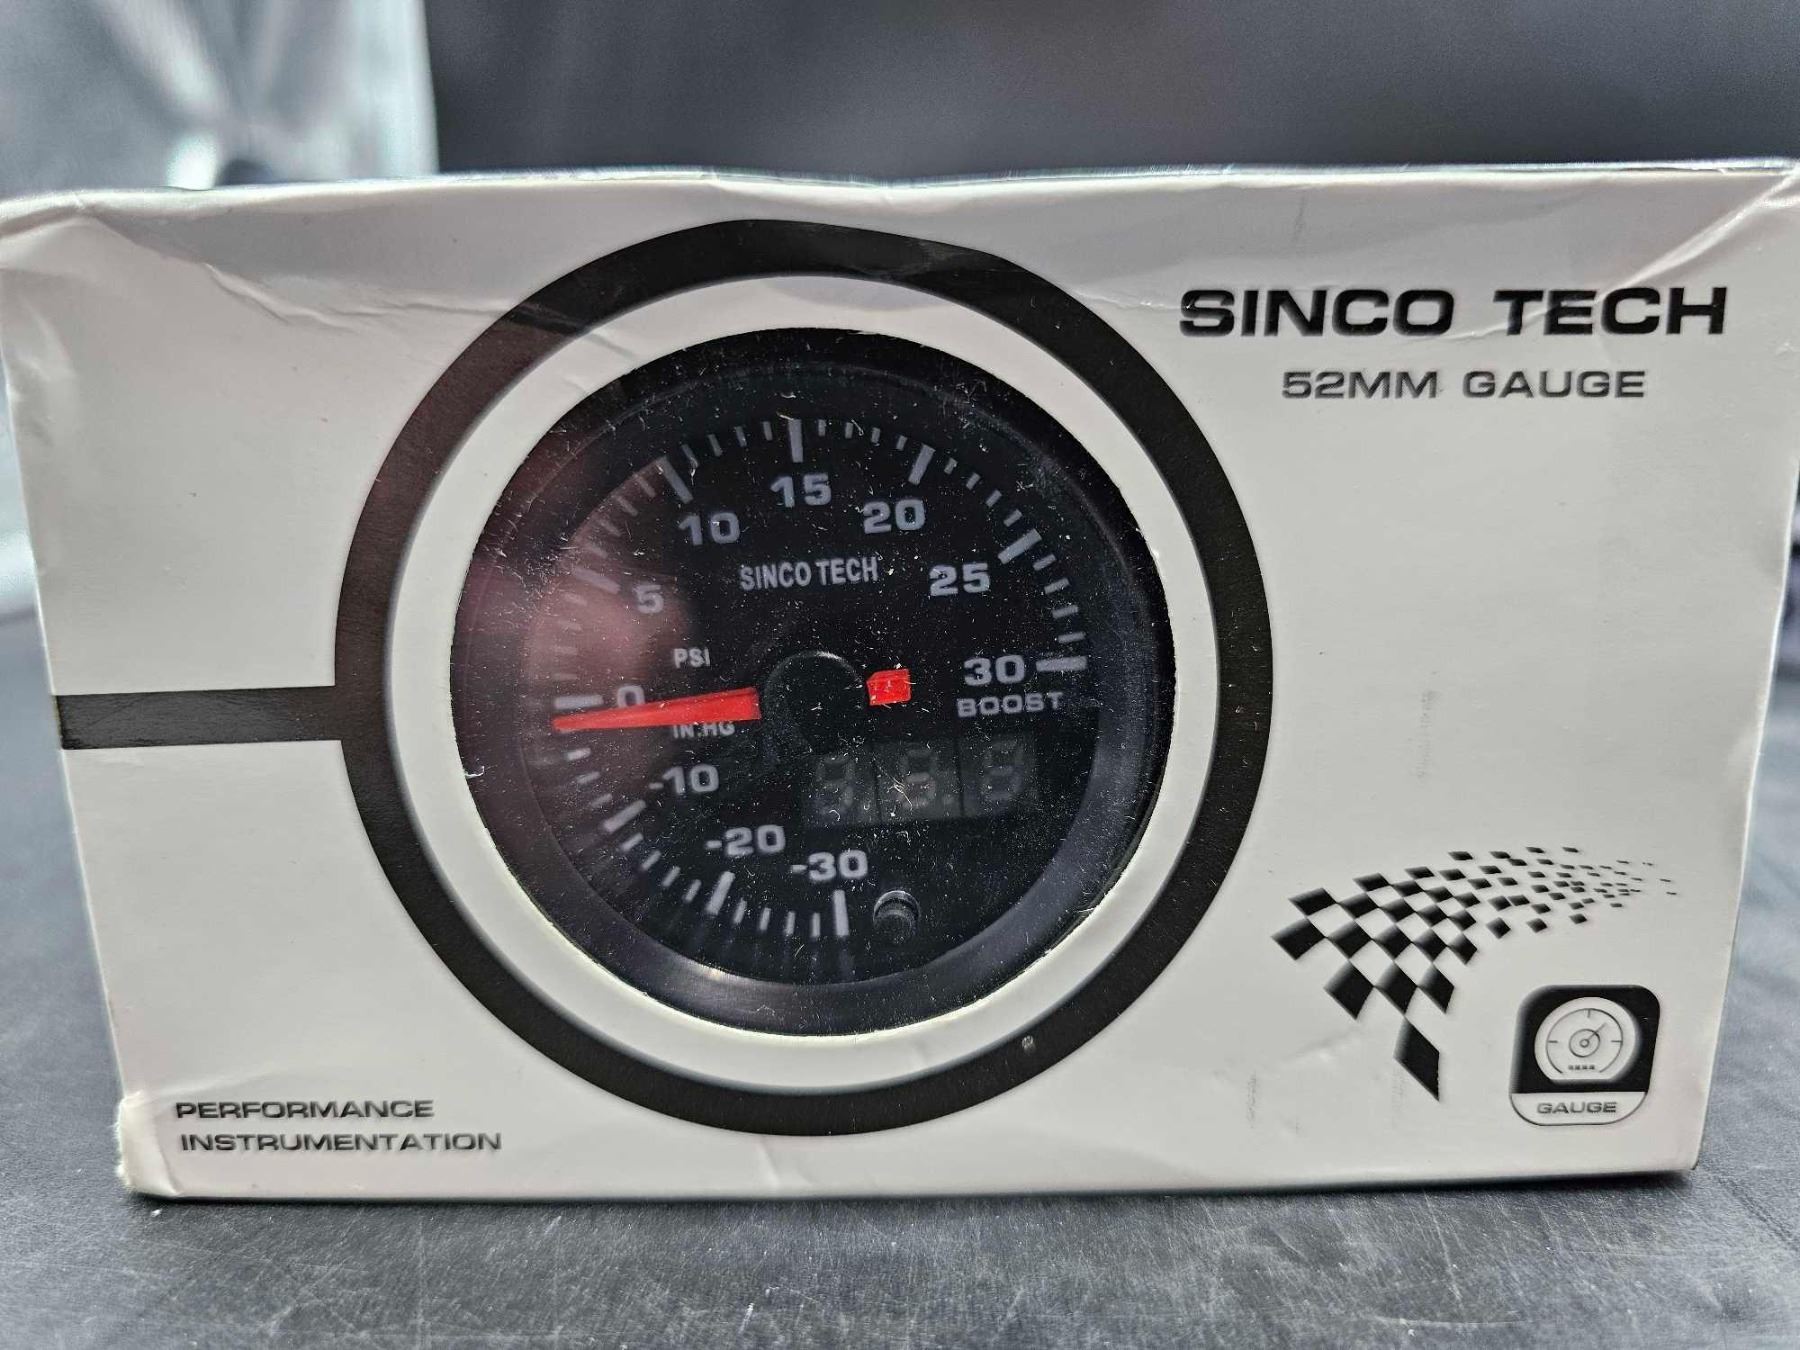 SINCO TECH
52MM GAUGE
15
10
20
SINCO TECH
5
25
PSI
0
30
BOOST
IN.HG
-10
-20
-30
GAUGE
PERFORMANCE
INSTRUMENTATION